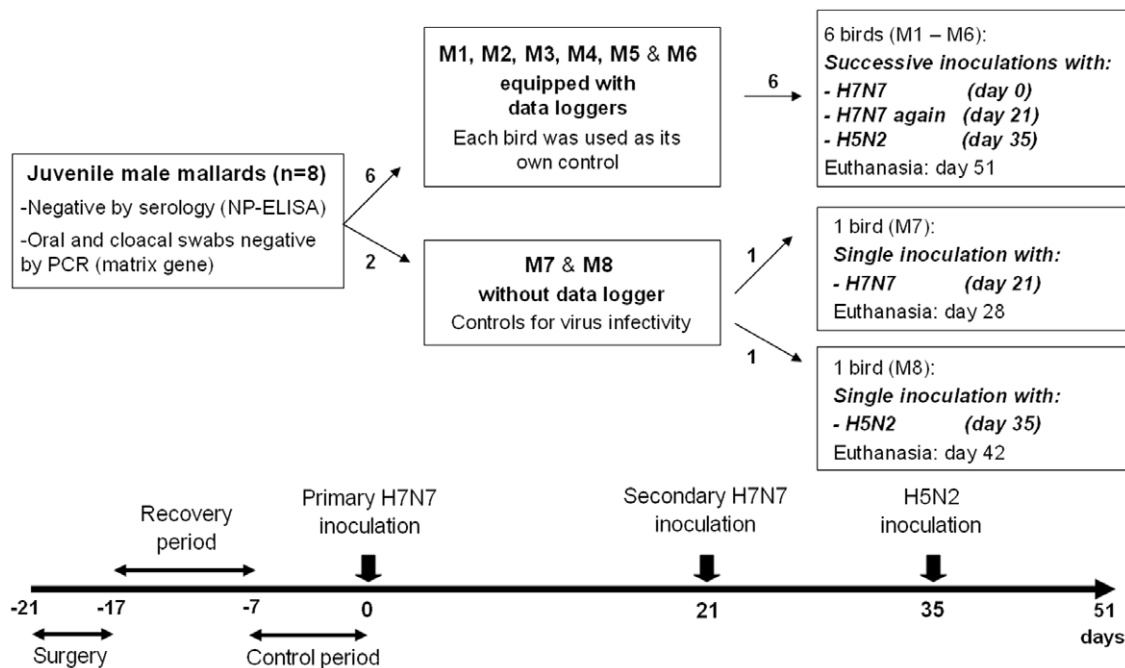 Juvenile male mallards (n=8)
-Negative by serology (NP-ELISA)
-Oral and cloacal swabs negative
by PCR (matrix gene)
6
2
M1, M2, M3, M4, M5 & M6
equipped with
data loggers
Each bird was used as its
own control
M7 & M8
without data logger
Controls for virus infectivity
6
1
1
6 birds (M1 – M6):
Successive inoculations with:
- H7N7 (day 0)
- H7N7 again (day 21)
- H5N2 (day 35)
Euthanasia: day 51
1 bird (M7):
Single inoculation with:
- H7N7 (day 21)
Euthanasia: day 28
1 bird (M8):
Single inoculation with:
- H5N2 (day 35)
Euthanasia: day 42
Recovery
period
Primary H7N7
inoculation
Secondary H7N7
inoculation
H5N2
inoculation
-21 -17 -7 0 21 35 51
days
Surgery
Control period